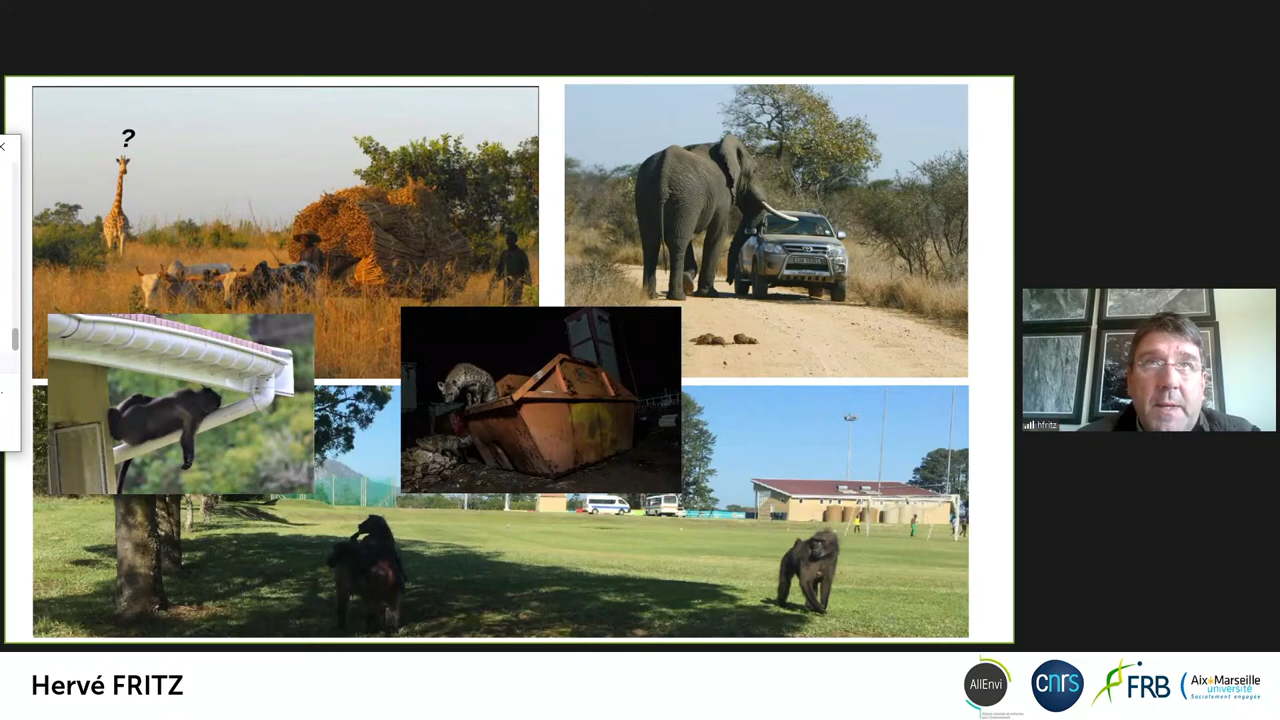 ?
hfritz
Hervé FRITZ
AllEnvi
cnrs
FRB
Aix+Marseille
université
Socialement engagée